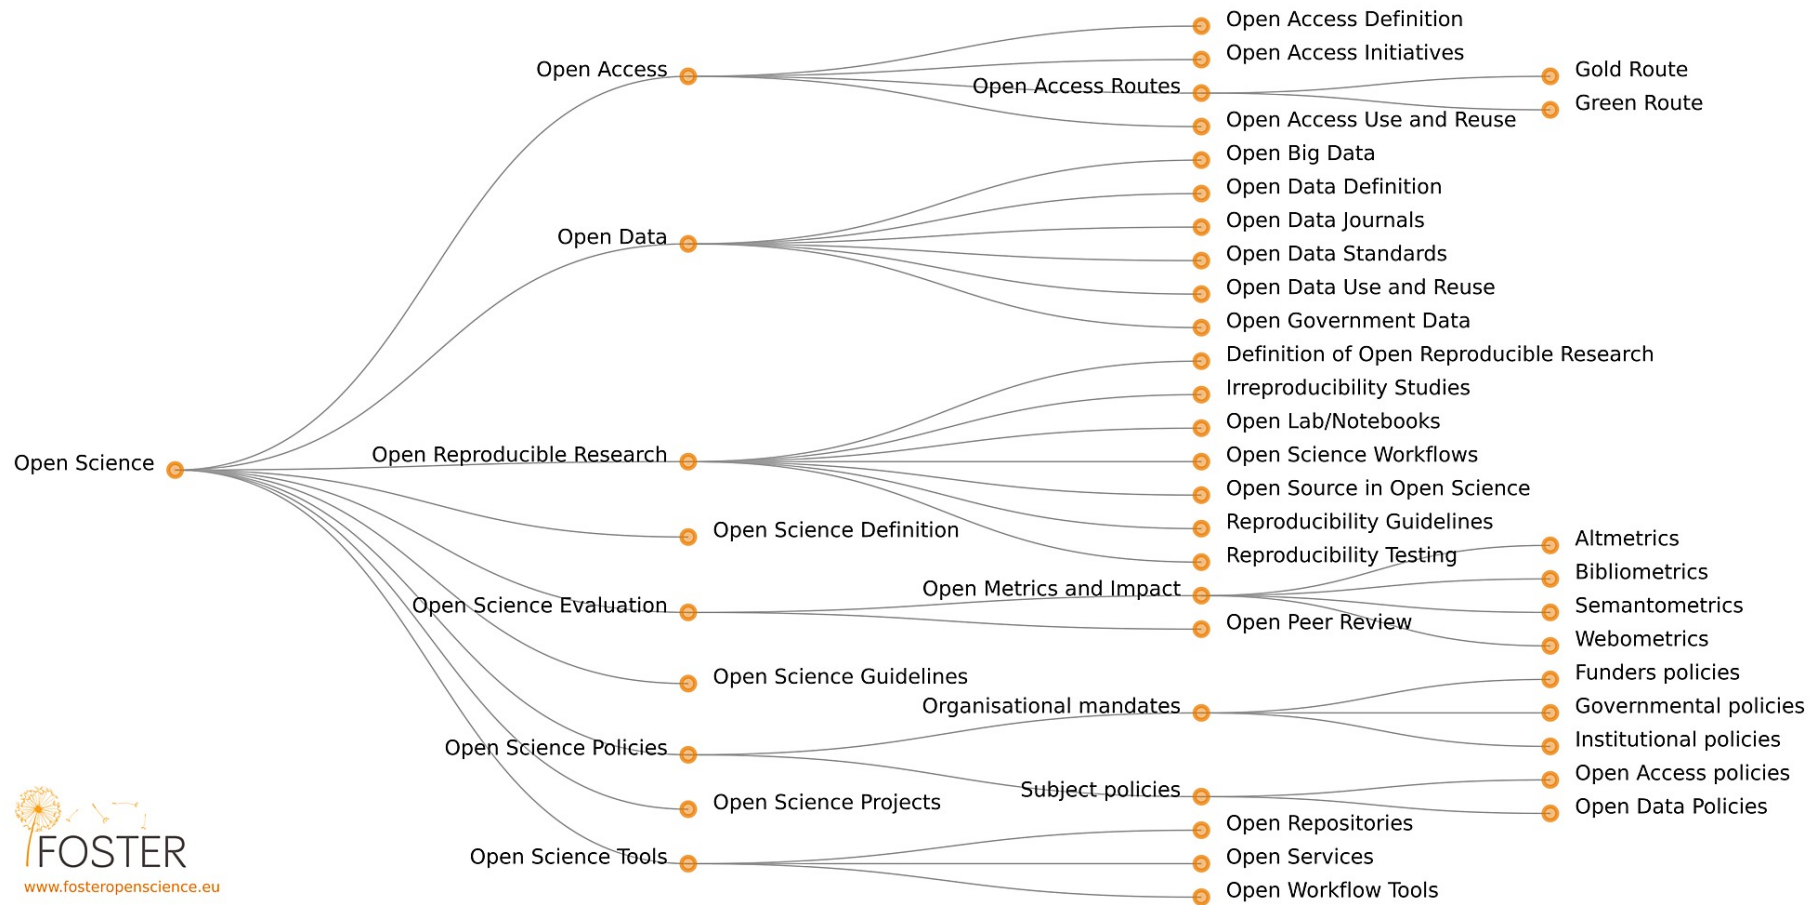 Open Access Definition
Open Access Initiatives
Open Access
Gold Route
Open Access Routes
Green Route
Open Access Use and Reuse
Open Big Data
Open Data Definition
Open Data Journals
Open Data
Open Data Standards
Open Data Use and Reuse
Open Government Data
Definition of Open Reproducible Research
Irreproducibility Studies
Open Lab/Notebooks
Open Reproducible Research
Open Science Workflows
Open Science
Open Source in Open Science
Reproducibility Guidelines
Open Science Definition
Altmetrics
Reproducibility Testing
Bibliometrics
Open Metrics and Impact
Open Science Evaluation
Semantometrics
Open Peer Review
Webometrics
Funders policies
Open Science Guidelines
Organisational mandates
Governmental policies
Institutional policies
Open Science Policies
Open Access policies
Subject policies
Open Science Projects
Open Data Policies
Open Repositories
Open Science Tools
Open Services
Open Workflow Tools
FOSTER
www.fosteropenscience.eu